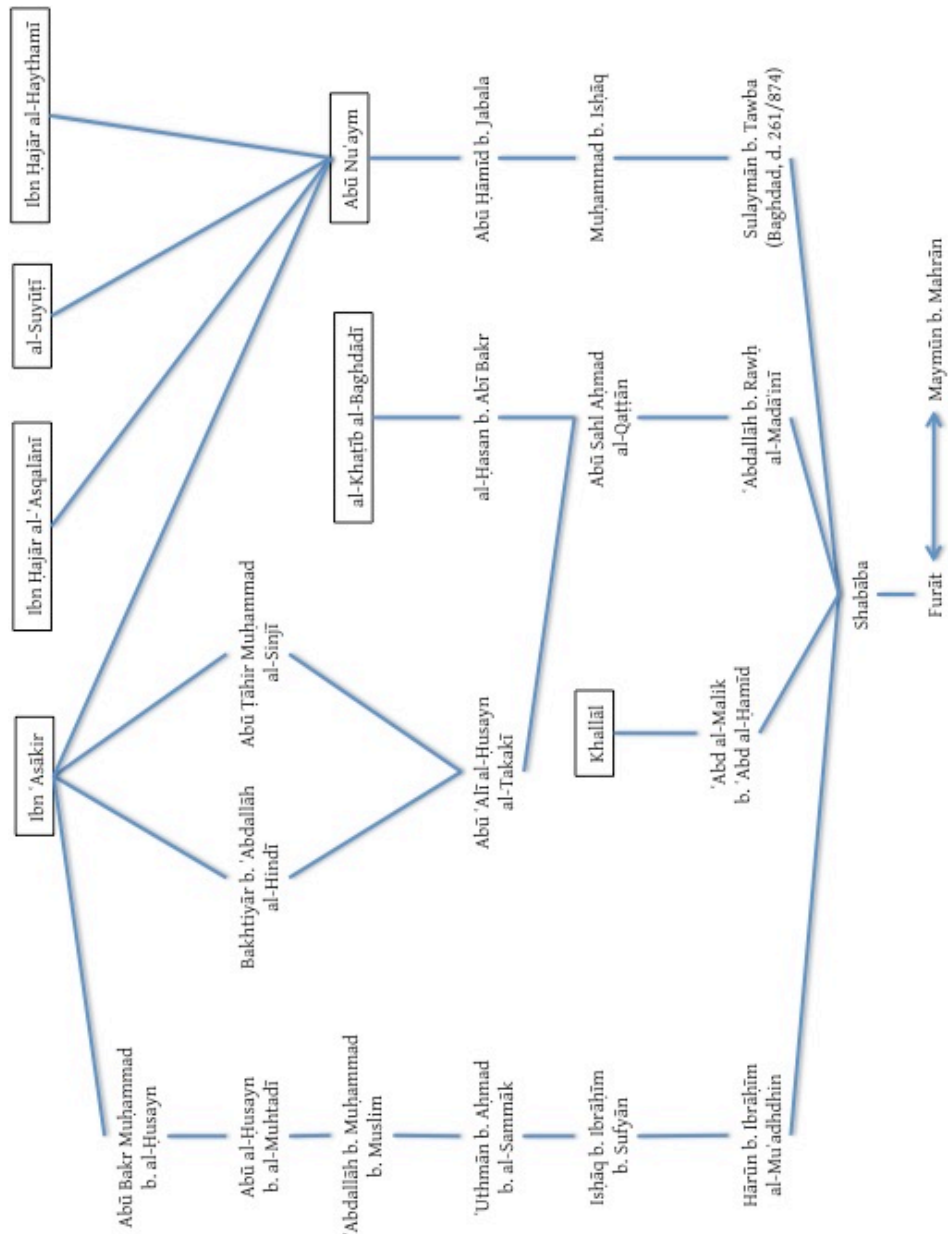 Ibn ʿAsākir
Ibn Ḥajār al-ʿAsqalānī
al-Suyūṭī
Ibn Ḥajār al-Haythamī
Abū Bakr Muḥammad
b. al-Ḥusayn
Abū al-Ḥusayn
b. al-Muhtadī
Bakhtiyār b. ʿAbdallāh
al-Hindī
Abū Ṭāhir Muḥammad
al-Sinjī
ʿAbdallāh b. Muḥammad
b. Muslim
al-Khaṭīb al-Baghdādī
Abū Nuʿaym
ʿUthmān b. Aḥmad
b. al-Sammāk
Abū ʿAlī al-Ḥusayn
al-Takakī
al-Ḥasan b. Abī Bakr
Abū Ḥāmīd b. Jabala
Isḥāq b. Ibrāhīm
b. Sufyān
Khallāl
Abū Sahl Aḥmad
al-Qaṭṭān
Muḥammad b. Isḥāq
Hārūn b. Ibrāhīm
al-Muʾadhdhin
ʿAbd al-Malik
b. ʿAbd al-Ḥamīd
ʿAbdallāh b. Rawḥ
al-Madāʾinī
Sulaymān b. Tawba
(Baghdad, d. 261/874)
Shabāba
Furāt
Maymūn b. Mahrān